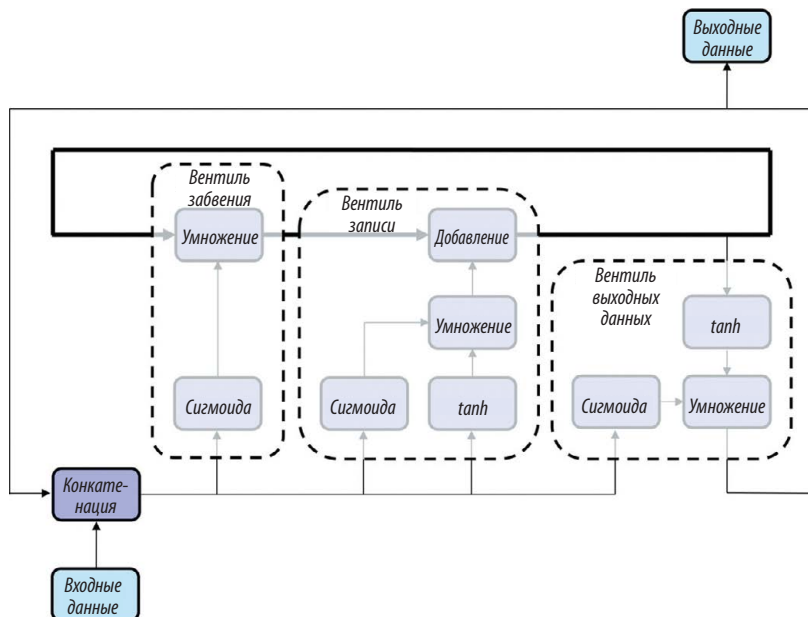 Выходные
данные
Вентиль
забвения
Умножение
Сигмоида
Вентиль
записи
Добавление
Умножение
Сигмоида
tanh
Вентиль
выходных
данных
tanh
Сигмоида
Умножение
Конкате-
нация
Входные
данные